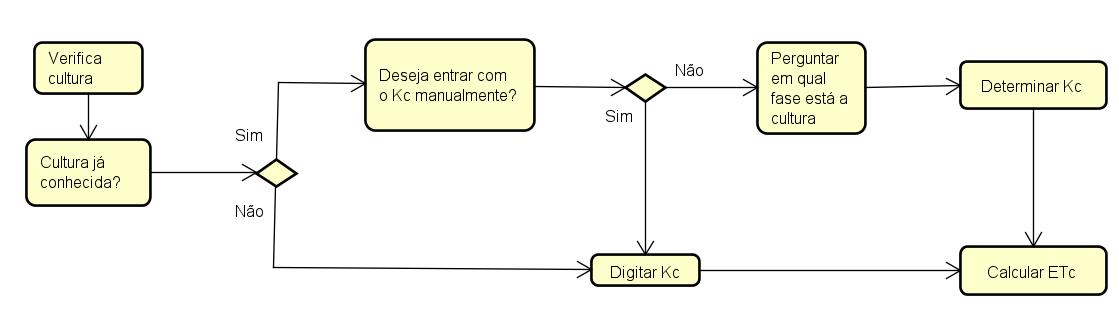 Verifica
cultura
Cultura já
conhecida?
Sim
Não
Deseja entrar com
o Kc manualmente?
Não
Sim
Perguntar
em qual
fase está a
cultura
Determinar Kc
Digitar Kc
Calcular ETc